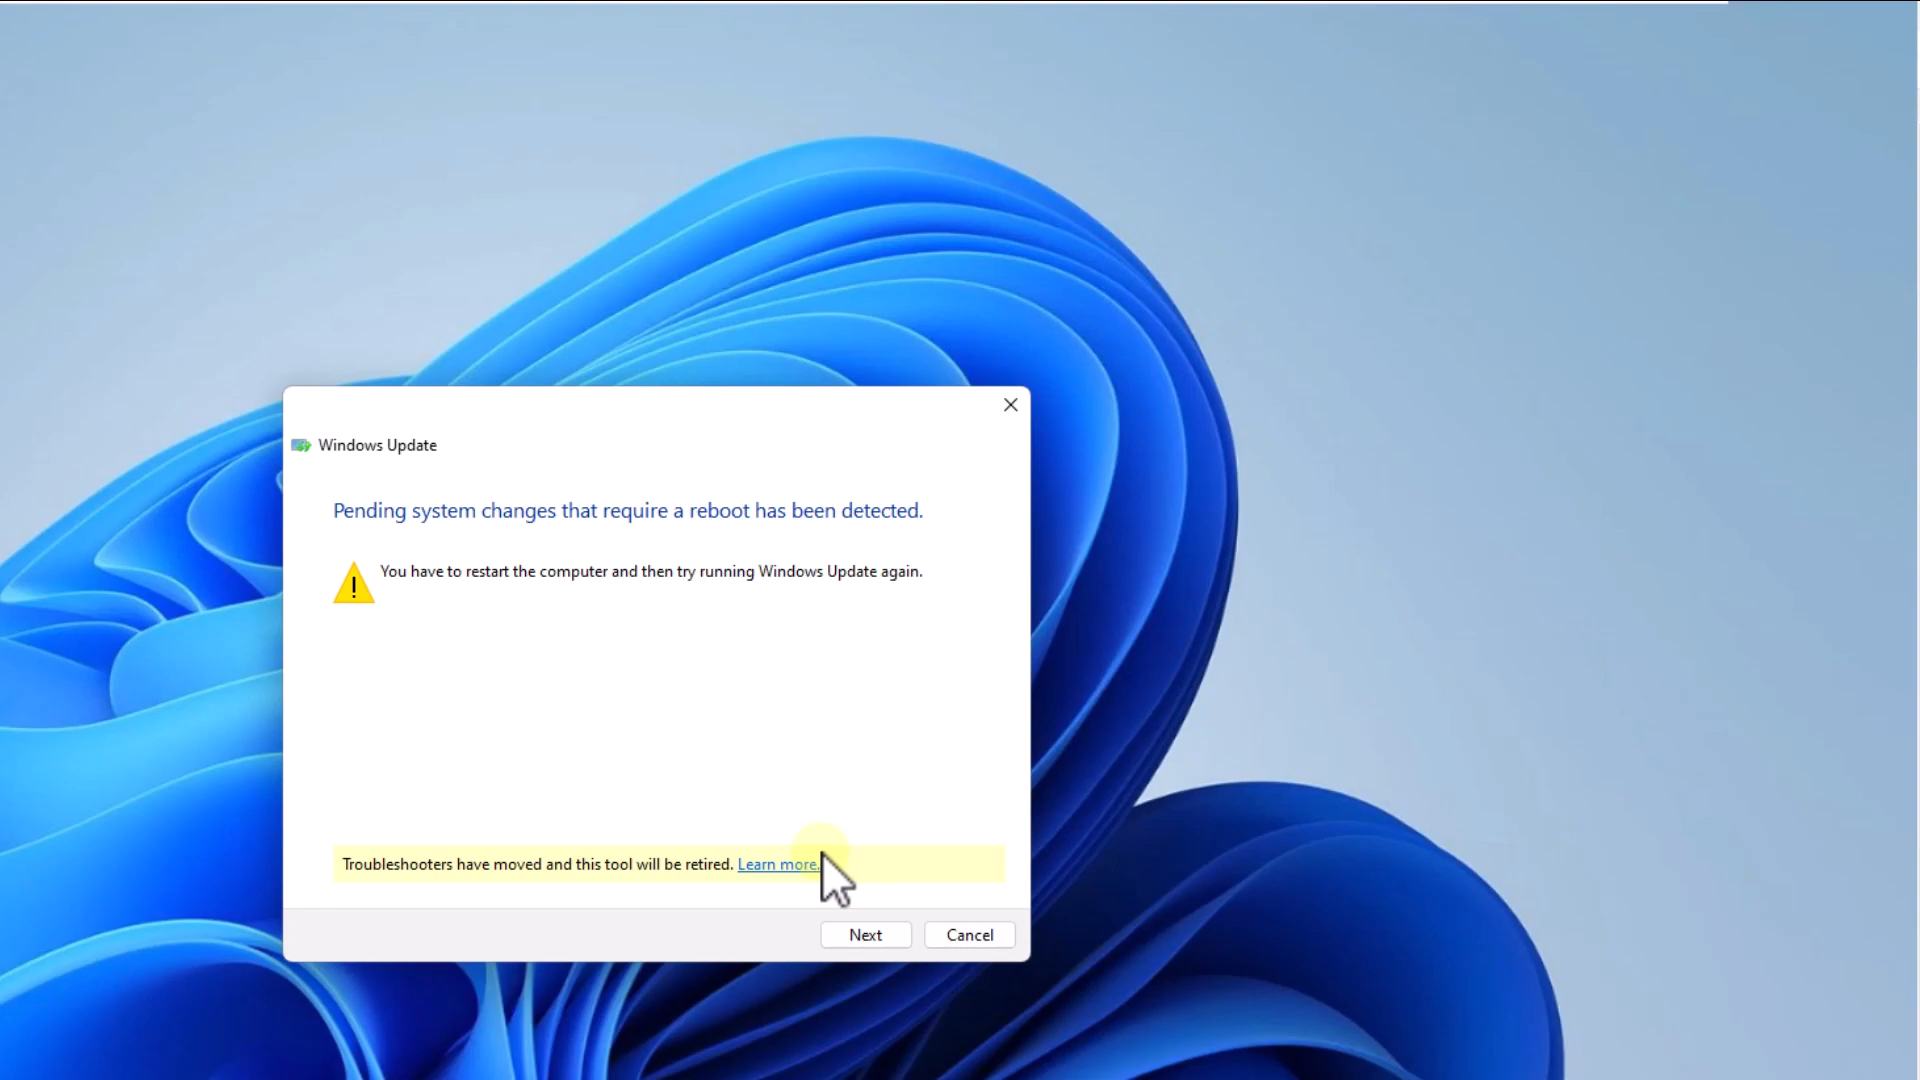 Windows Update
Pending system changes that require a reboot has been detected.
You have to restart the computer and then try running Windows Update again.
Troubleshooters have moved and this tool will be retired. Learn more.
Next
Cancel